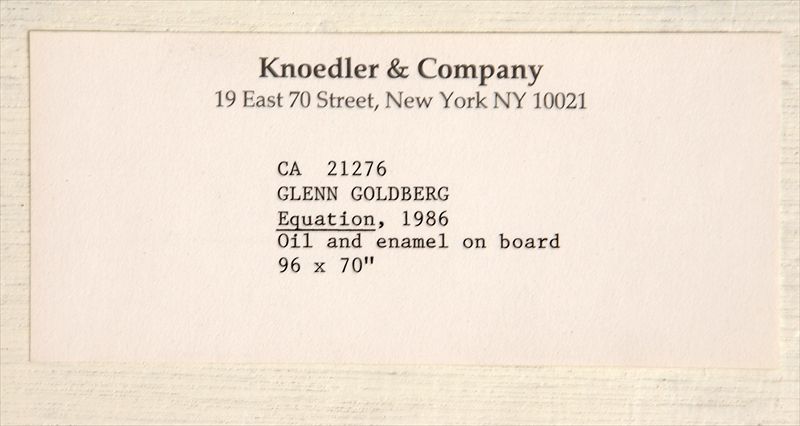 Knoedler & Company
19 East 70 Street, New York NY 10021
CA 21276
GLENN GOLDBERG
Equation, 1986
Oil and enamel on board
96 x 70"